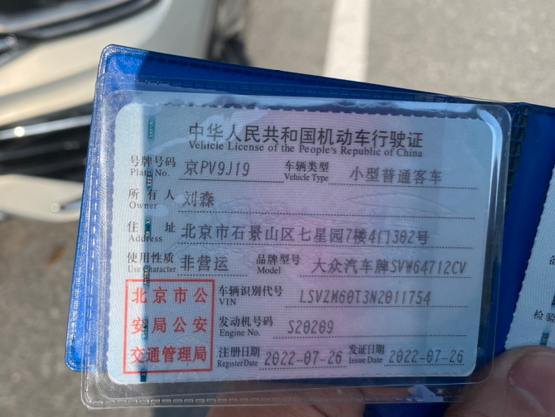 中华人民共和国机动车行驶证
Vehicle License of the People's Republic of China
号牌号码 京PV9J19 车辆类型 小型普通客车
Plate No. Vehicle Type
所有人 刘森
Owner
住址 北京市石景山区七星园7楼4门302号
Address
使用性质 非营运 品牌型号 大众汽车牌SVW64712CV
Use Character Model
北京市公
安局公安
交通管理局
车辆识别代号 LSVZM60T3N2011754
VIN
发动机号码 S20209
Engine No.
注册日期 2022-07-26 发证日期 2022-07-26
Register Date Issue Date
检验